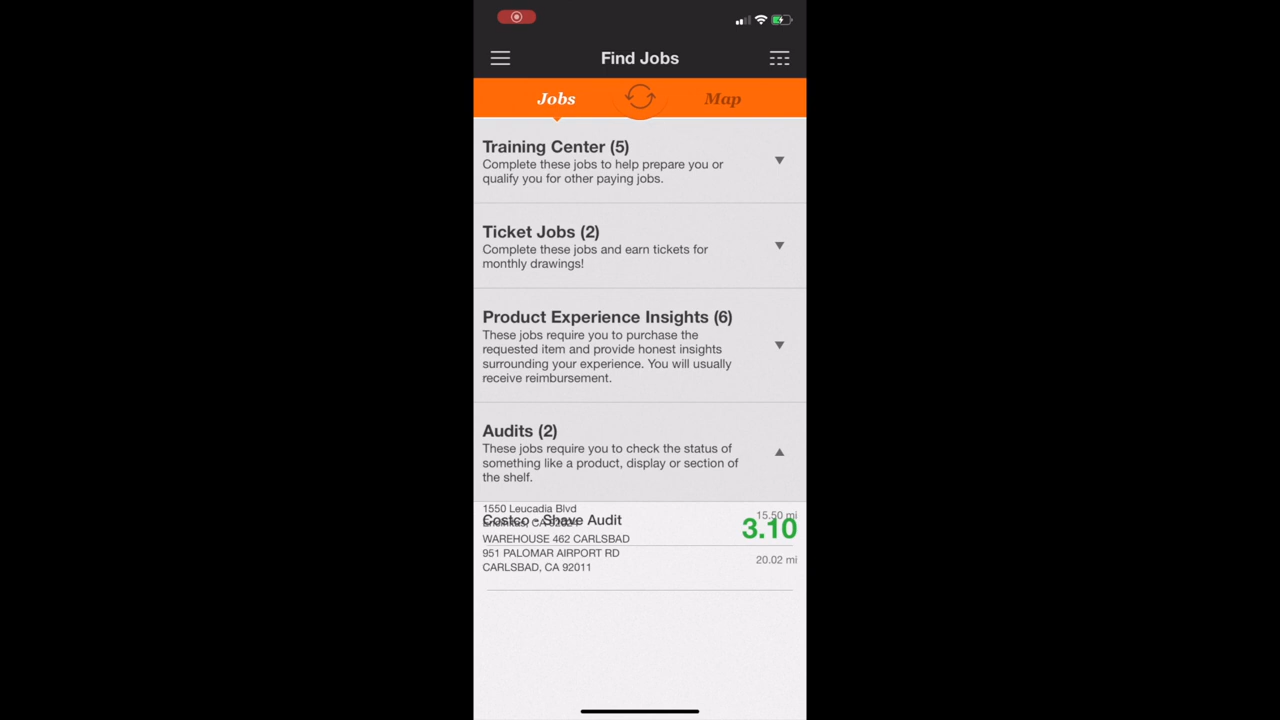 Find Jobs
Jobs
Map
Training Center (5)
Complete these jobs to help prepare you or
qualify you for other paying jobs.
Ticket Jobs (2)
Complete these jobs and earn tickets for
monthly drawings!
Product Experience Insights (6)
These jobs require you to purchase the
requested item and provide honest insights
surrounding your experience. You will usually
receive reimbursement.
Audits (2)
These jobs require you to check the status of
something like a product, display or section of
the shelf.
1550 Leucadia Blvd
15.50 mi
Costco - Shave Audit
3.10
WAREHOUSE 462 CARLSBAD
951 PALOMAR AIRPORT RD
20.02 mi
CARLSBAD, CA 92011